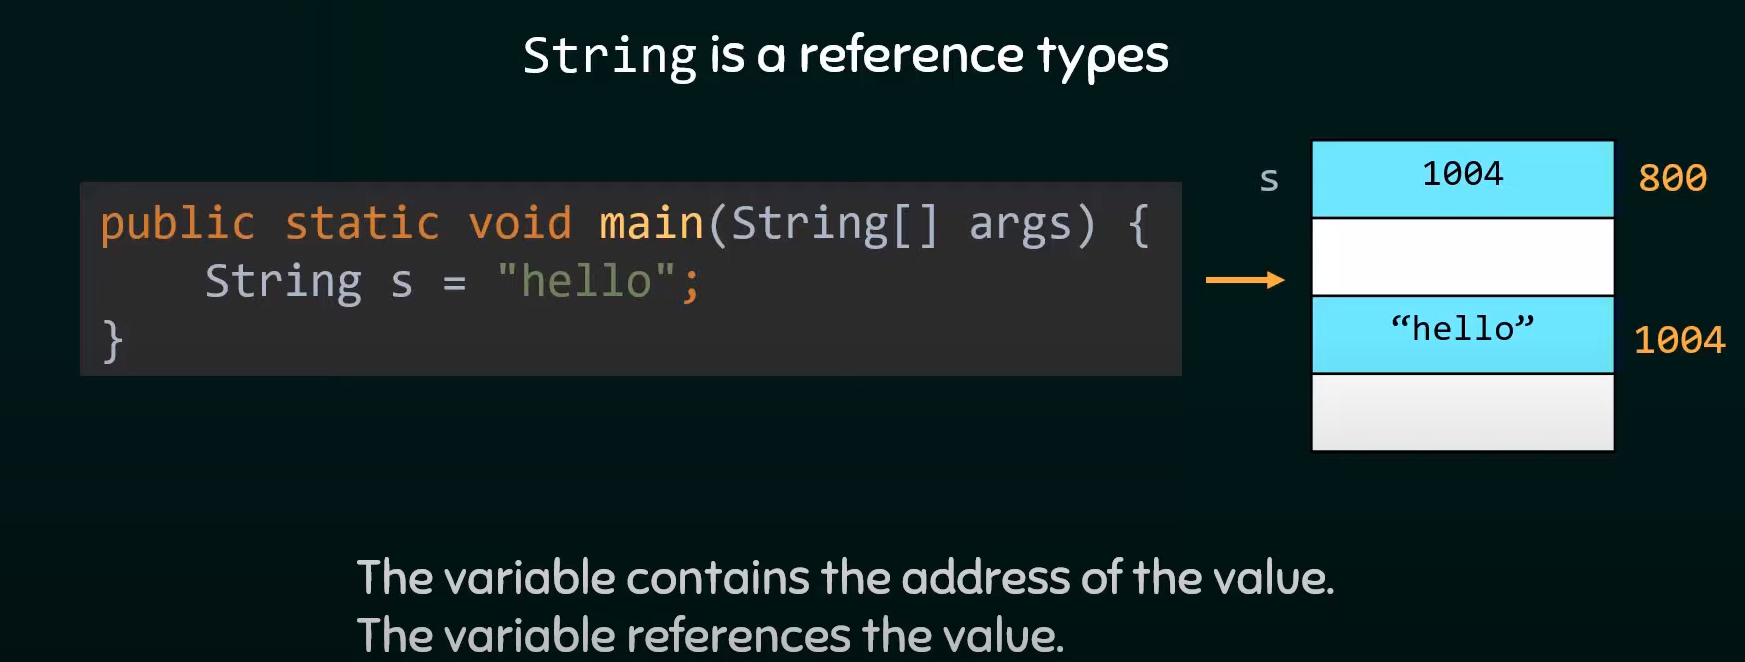 String is a reference types
public static void main(String[] args) {
    String s = "hello";
}
s 1004 800
“hello” 1004
The variable contains the address of the value.
The variable references the value.